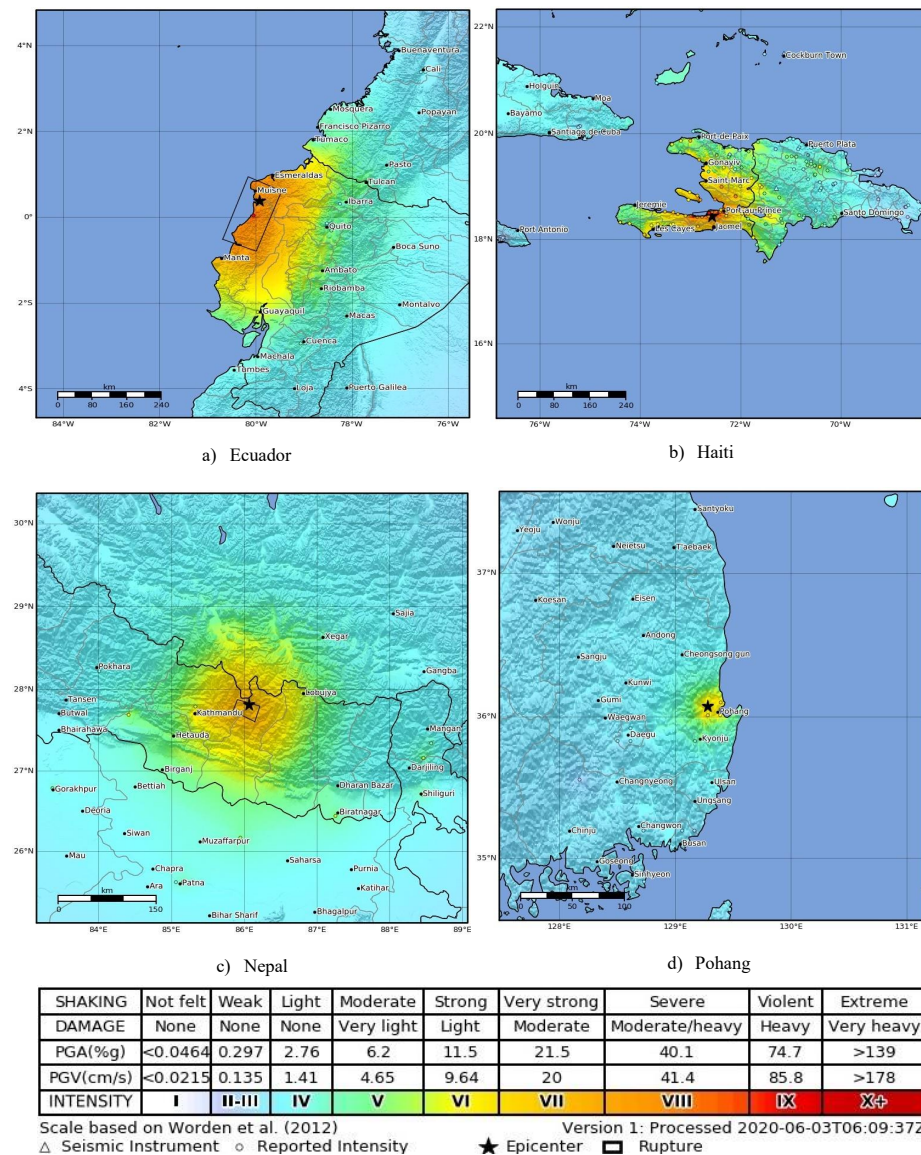 4°N
Buenaventura
Cali
Mosquera
Popayan
2°N
Francisco Pizarro
Tumaco
Pasto
Esmeraldas
Tulcan
Muisne
Ibarra
0°
Quito
Boca Suno
Manta
Ambato
Riobamba
2°S
Montalvo
Guayaquil
Macas
Cuenca
Machala
Tumbes
km
Loja
Puerto Galilea
4°S
0 80 160 240
84°W 82°W 80°W 78°W 76°W
a) Ecuador
22°N
Cockburn Town
Holguin
Moa
Bayamo
20°N
Santiago de Cuba
Port-de-Paix
Puerto Plata
Gonaviv
Saint-Marc
Jeremie
Port-au-Prince
Santo Domingo
Port Antonio
Les Cayes
Jacmel
18°N
16°N
km
0 80 160 240
76°W 74°W 72°W 70°W 68°W
b) Haiti
30°N
29°N
Sajia
Xegar
Pokhara
Gangba
28°N
Lobujya
Tansen
Kathmandu
Butwal
Mangan
Bhairahawa
Hetauda
Darjiling
27°N
Birganj
Bettiah
Dharan Bazar
Shiliguri
Gorakhpur
Biratnagar
Deoria
Siwan
Muzaffarpur
26°N
Mau
Saharsa
Chapra
Purnia
km
Ara
Patna
Katihar
0 150
Bihar Sharif
Bhagalpur
84°E 85°E 86°E 87°E 88°E 89°E
c) Nepal
Santyoku
Yeoju
Wonju
Neietsu
T'aebaek
37°N
Koesan
Eisen
Andong
Sangju
Cheongsong gun
Kunwi
Gumi
36°N
Waegwan
Pohang
Daegu
Kyonju
Changnyeong
Ulsan
Ungsang
Chinju
Changwon
Busan
35°N
Goseong
Sinhyeon
km
0 50 100
128°E 129°E 130°E 131°E
d) Pohang
SHAKING Not felt Weak Light Moderate Strong Very strong Severe Violent Extreme
DAMAGE None None None Very light Light Moderate Moderate/heavy Heavy Very heavy
PGA(%g) <0.0464 0.297 2.76 6.2 11.5 21.5 40.1 74.7 >139
PGV(cm/s) <0.0215 0.135 1.41 4.65 9.64 20 41.4 85.8 >178
INTENSITY I II-III IV V VI VII VIII IX X+
Scale based on Worden et al. (2012) Version 1: Processed 2020-06-03T06:09:37Z
△ Seismic Instrument ○ Reported Intensity ★ Epicenter □ Rupture